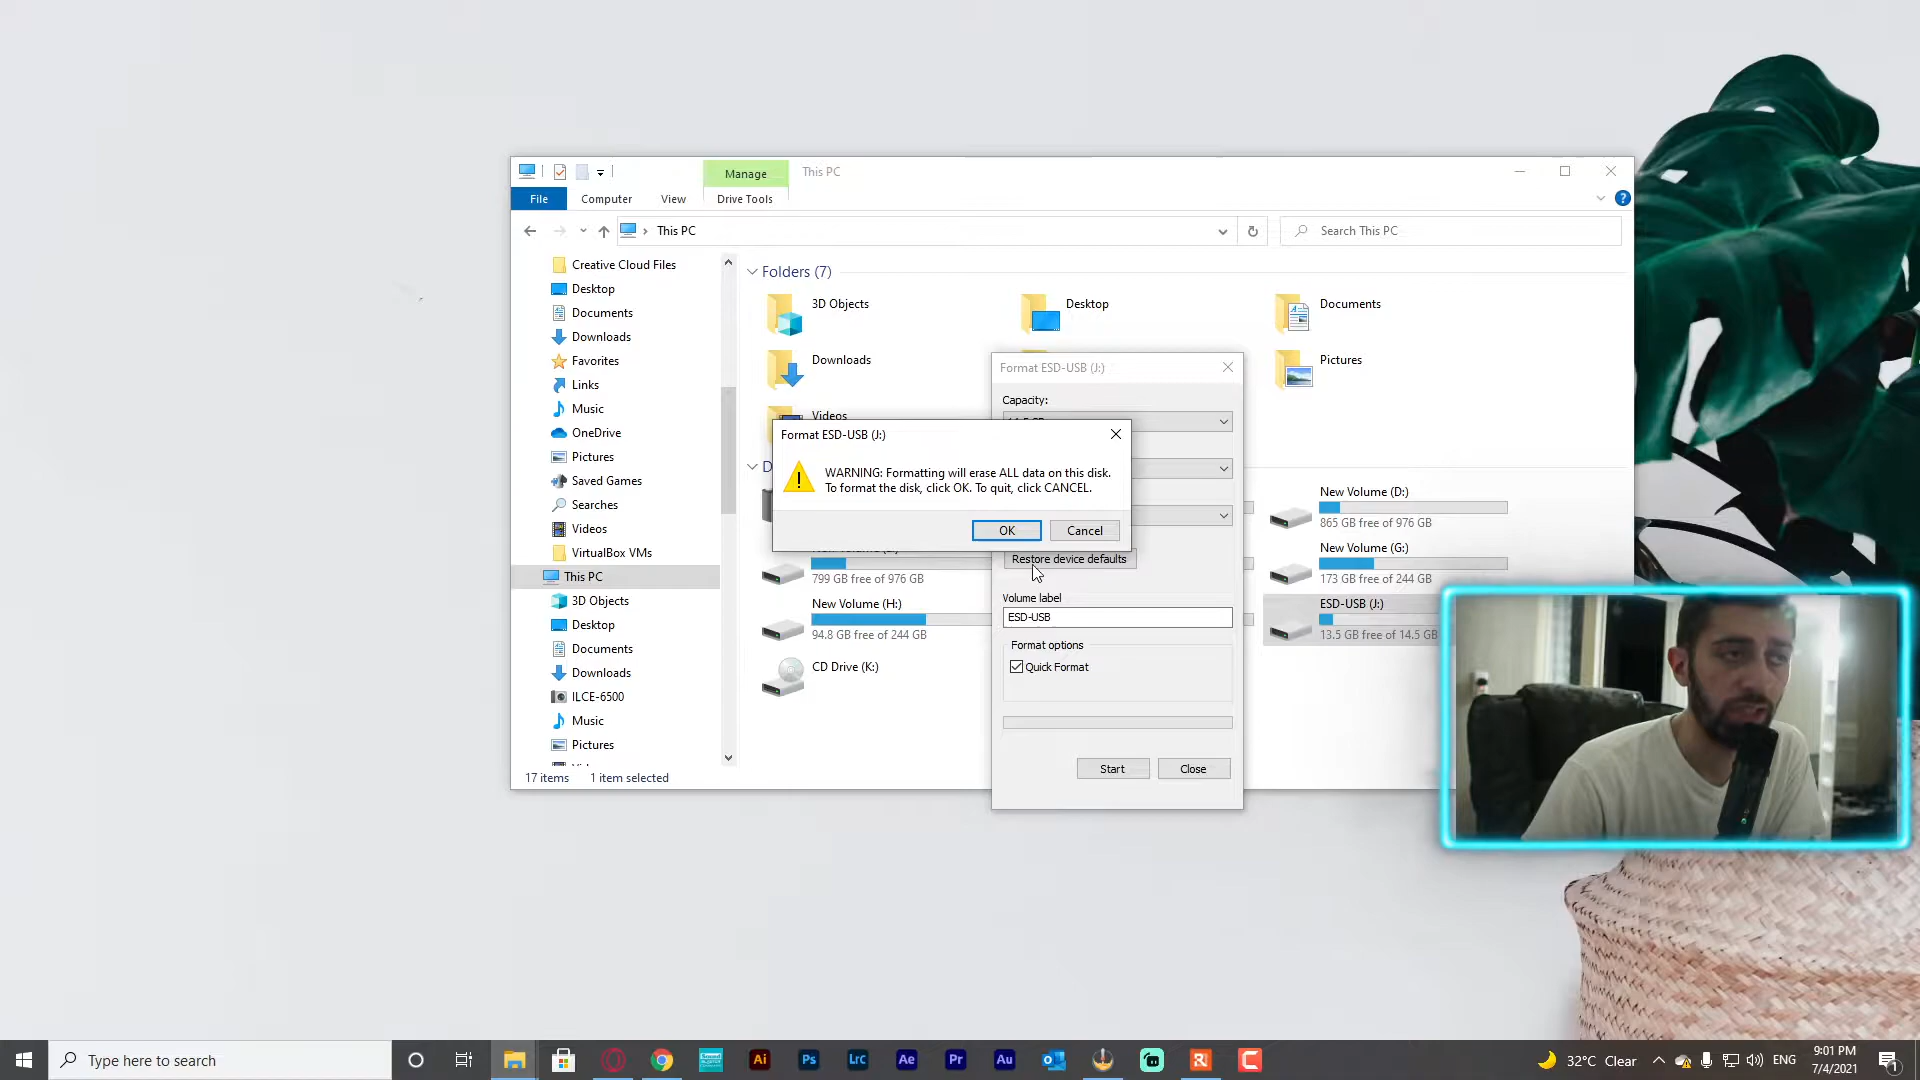 Manage
This PC
File
Computer
View
Drive Tools
This PC
Search This PC
Creative Cloud Files
Desktop
Documents
Downloads
Favorites
Links
Music
OneDrive
Pictures
Saved Games
Searches
Videos
VirtualBox VMs
This PC
3D Objects
Desktop
Documents
Downloads
ILCE-6500
Music
Pictures
17 items
1 item selected
Folders (7)
3D Objects
Desktop
Documents
Downloads
Pictures
Videos
New Volume (D:)
865 GB free of 976 GB
799 GB free of 976 GB
New Volume (G:)
173 GB free of 244 GB
New Volume (H:)
94.8 GB free of 244 GB
ESD-USB (J:)
13.5 GB free of 14.5 GB
CD Drive (K:)
Format ESD-USB (J:)
Capacity:
Format ESD-USB (J:)
WARNING: Formatting will erase ALL data on this disk.
To format the disk, click OK. To quit, click CANCEL.
OK
Cancel
Restore device defaults
Volume label
ESD-USB
Format options
Quick Format
Start
Close
Type here to search
Ai
Ps
Lrc
Ae
Pr
Au
32°C Clear
ENG
9:01 PM
7/4/2021
1